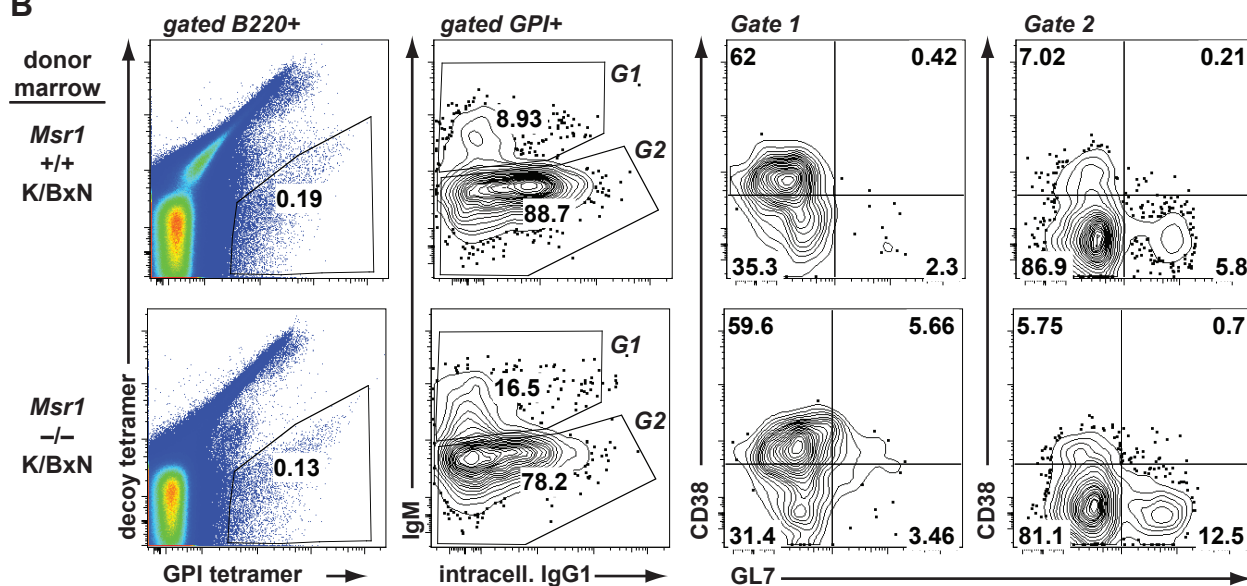 B
gated B220+
gated GPI+
Gate 1
Gate 2
donor
marrow
Msr1
+/+
K/BxN
0.19
G1
8.93
G2
88.7
62
0.42
35.3
2.3
7.02
0.21
86.9
5.8
Msr1
–/–
K/BxN
decoy tetramer
0.13
GPI tetramer
IgM
G1
16.5
G2
78.2
intracell. IgG1
CD38
59.6
5.66
31.4
3.46
CD38
5.75
0.7
81.1
12.5
GL7